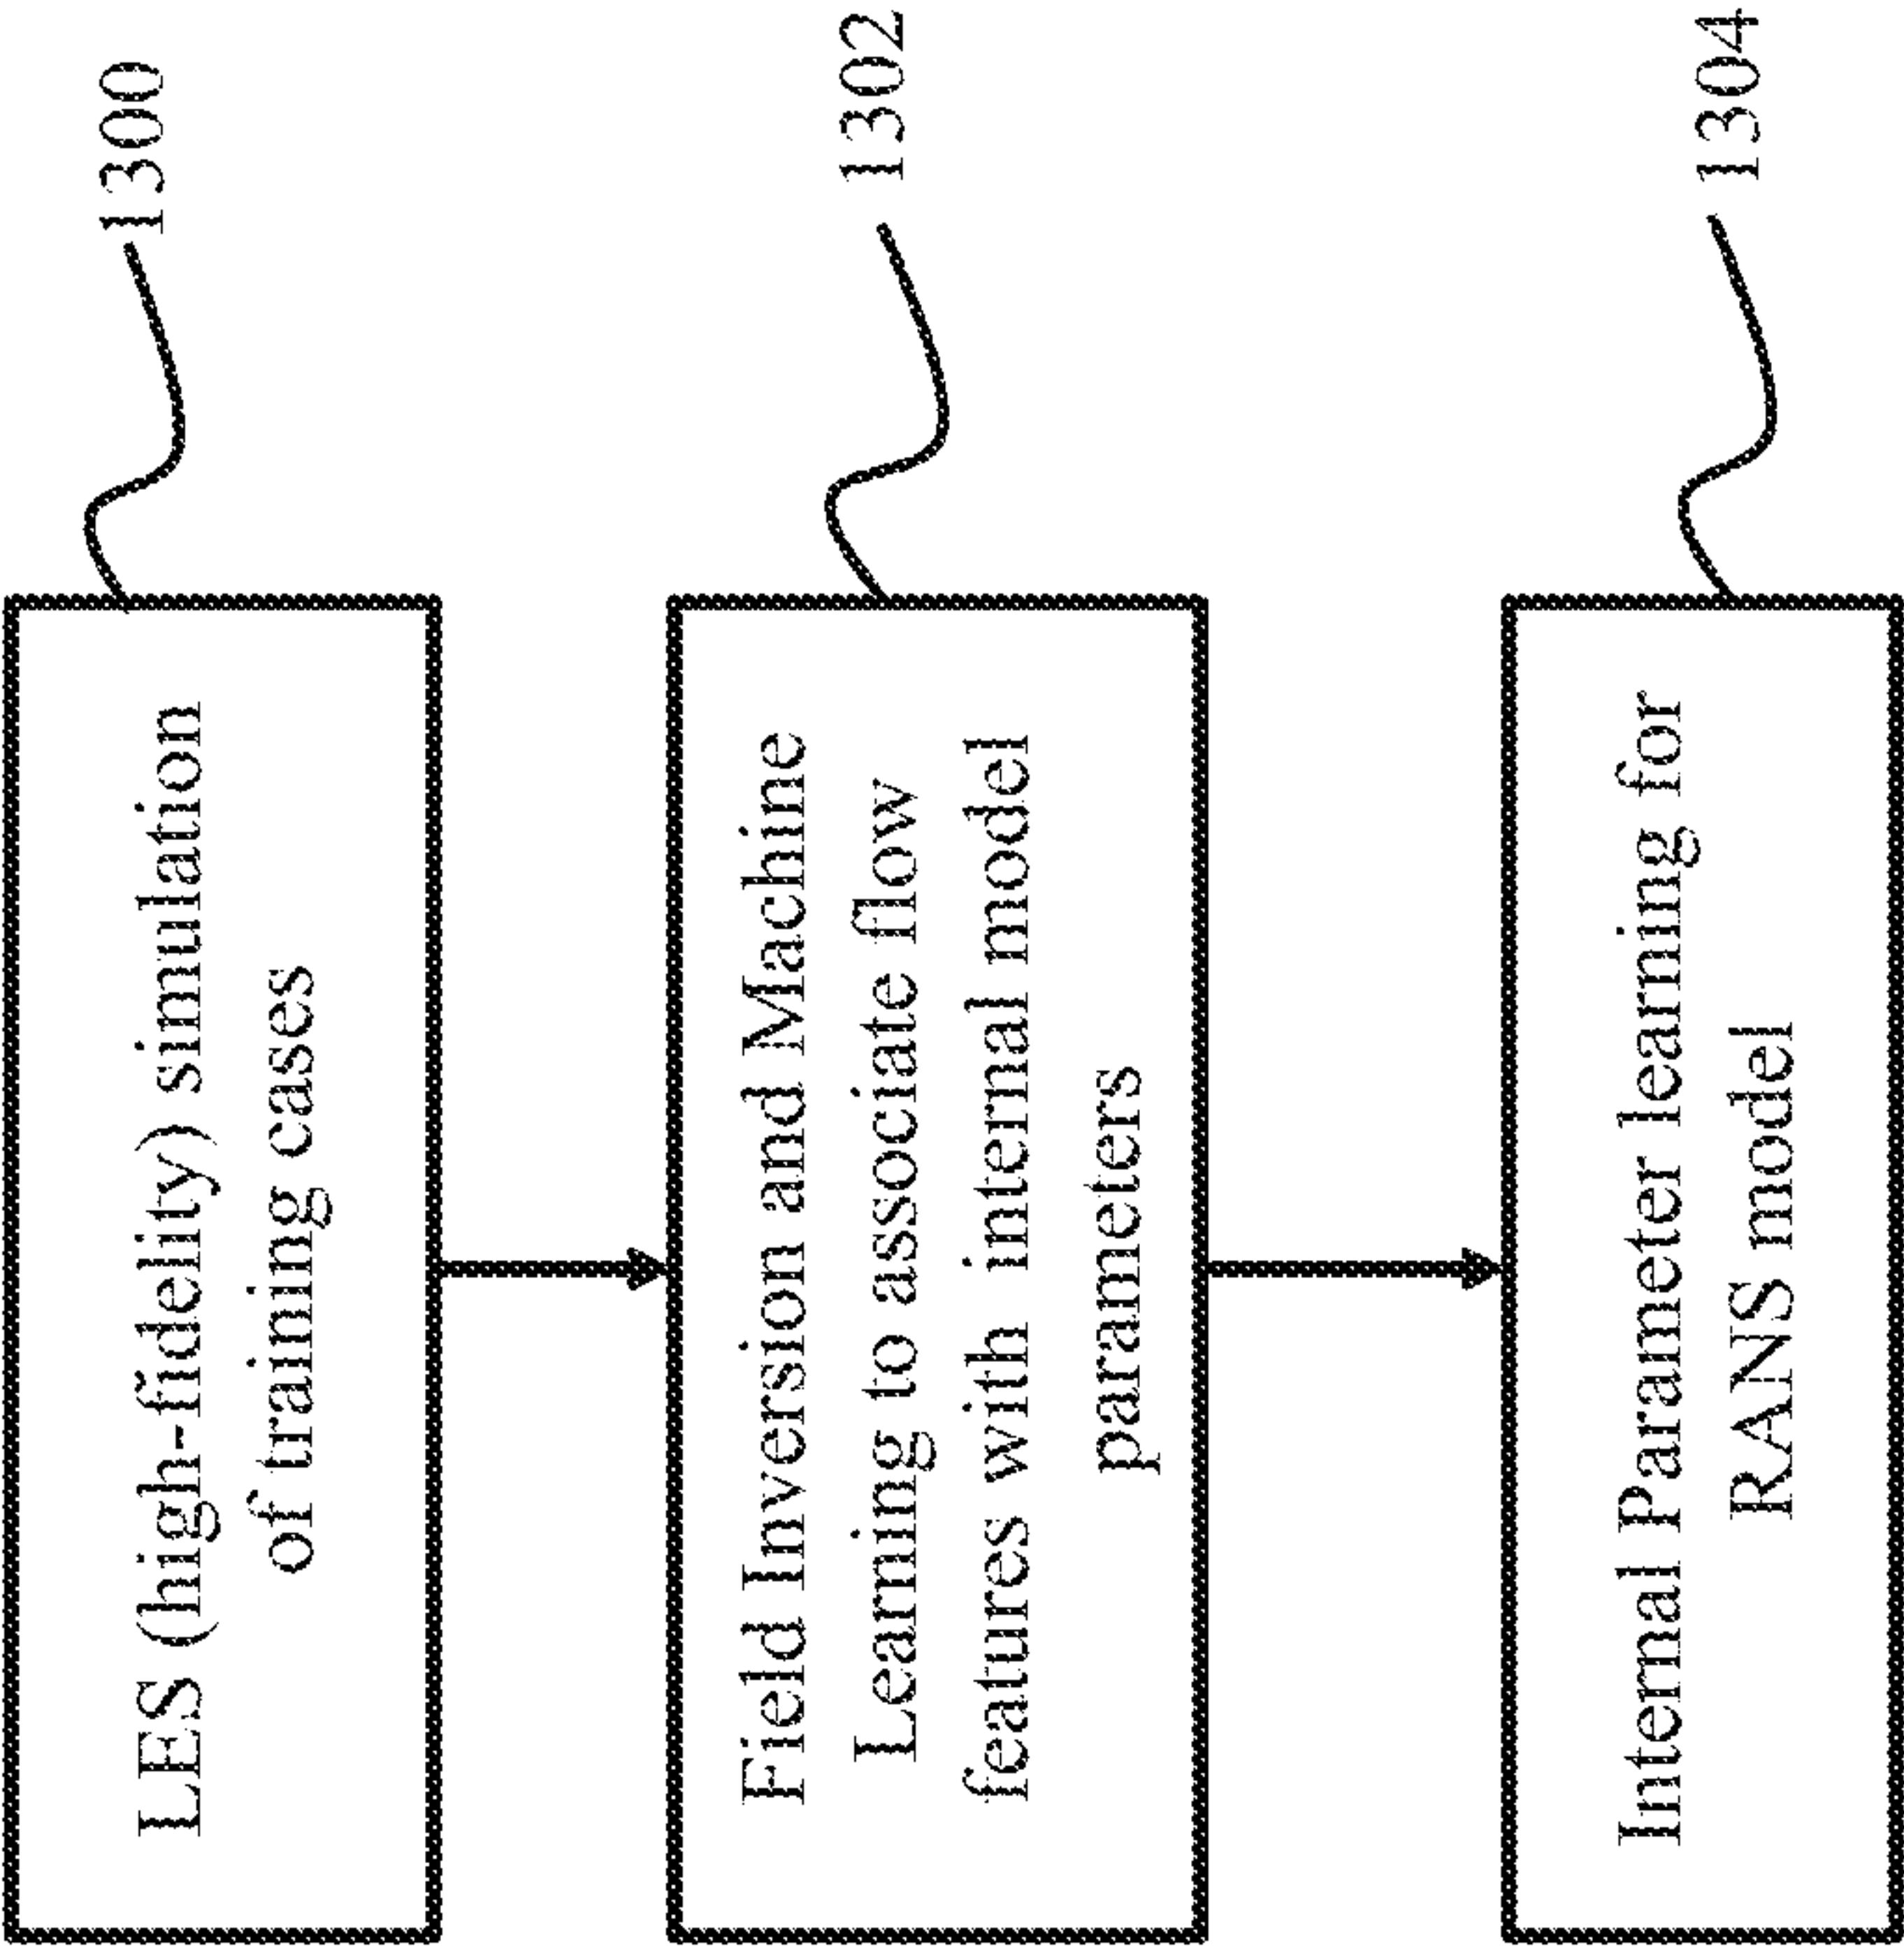 LES (high-fidelity) simulation
of training cases
1300
Field Inversion and Machine
Learning to associate flow
features with internal model
parameters
1302
Internal Parameter learning for
RANS model
1304